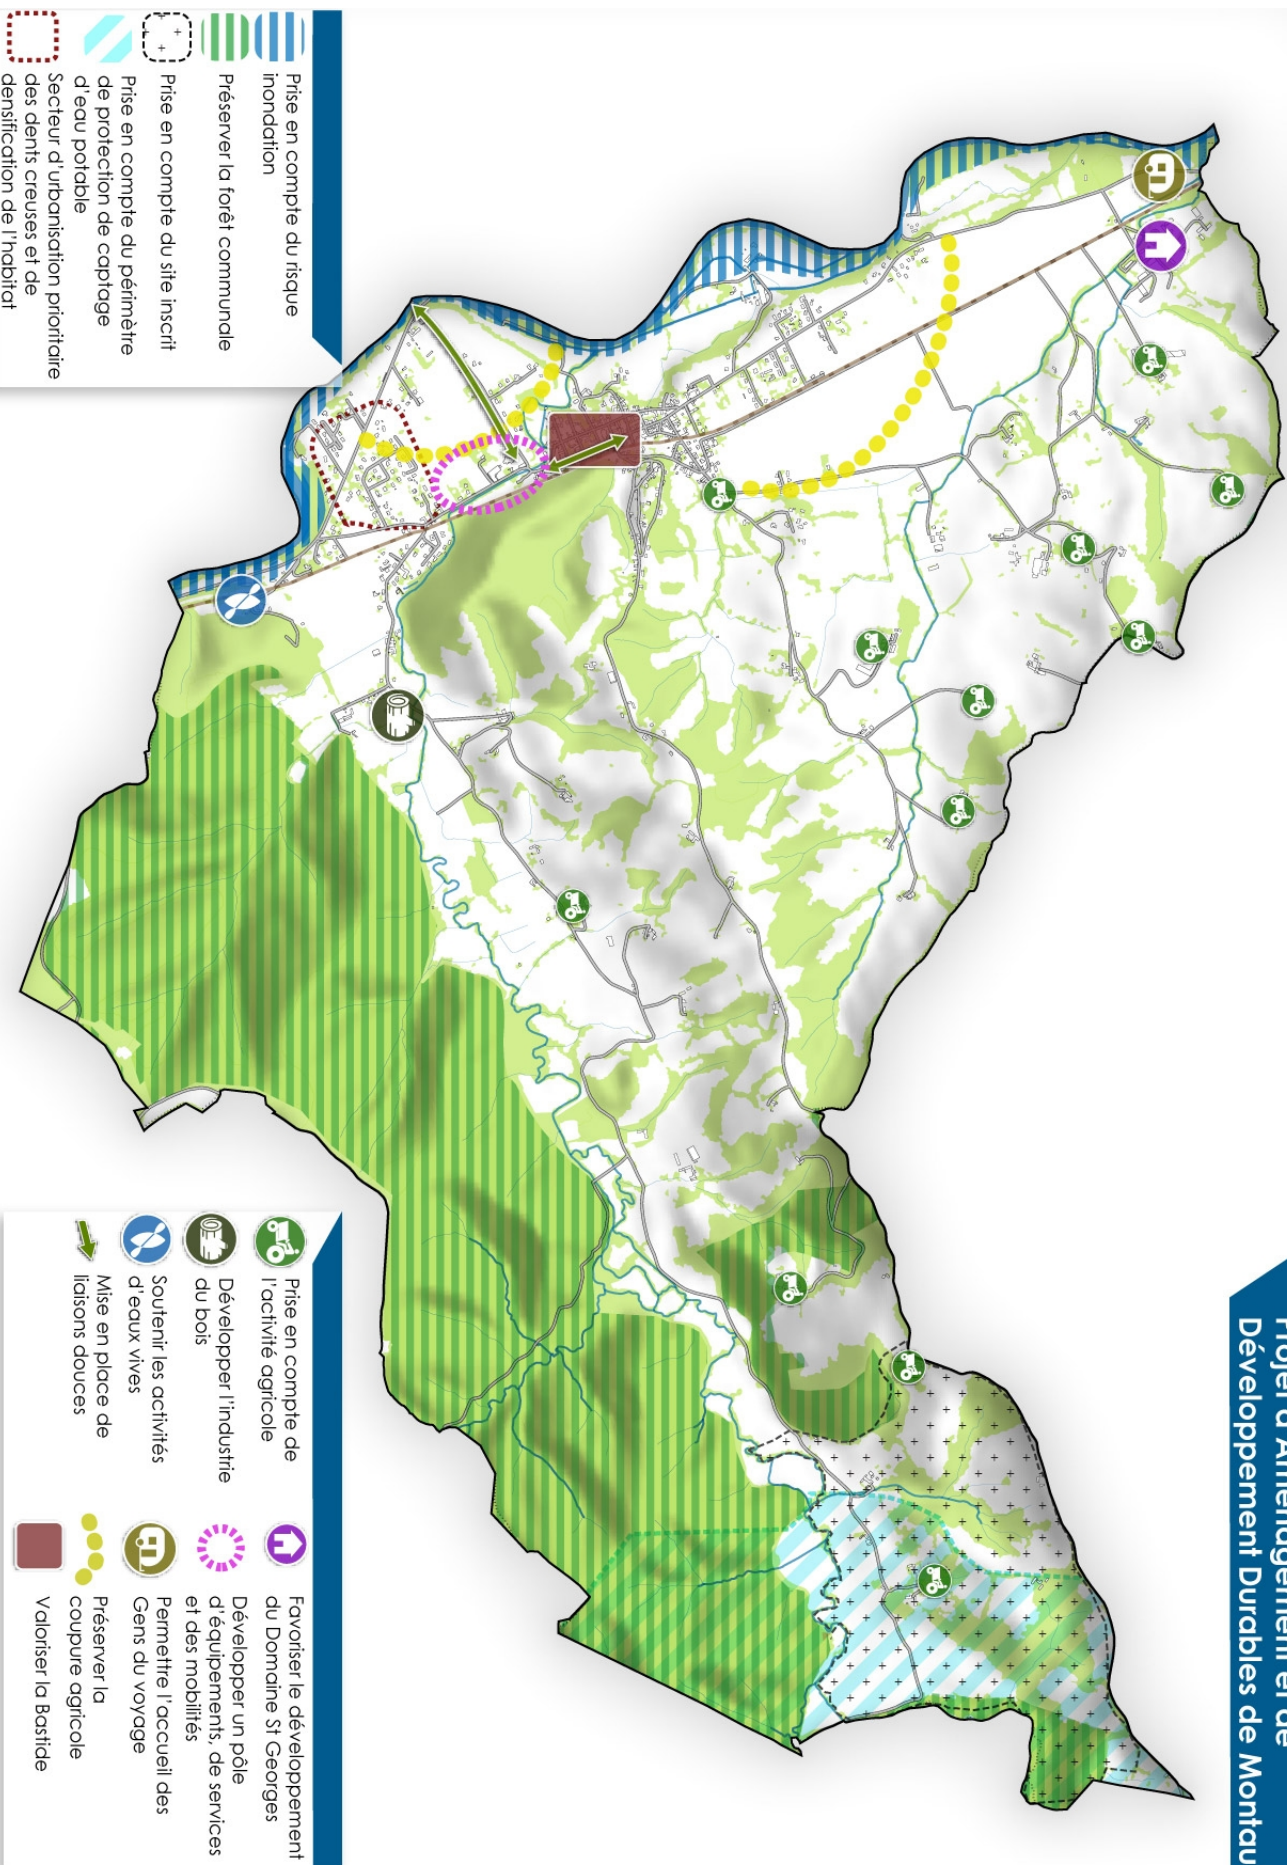 Projet d'Aménagement et de
Développement Durables de
Prise en compte du risque
inondation
Préserver la forêt communale
Prise en compte du site inscrit
Prise en compte du périmètre
de protection de captage
d'eau potable
Secteur d'urbanisation prioritaire
des dents creuses et de
densification de l'habitat
Prise en compte de
l'activité agricole
Développer l'industrie
du bois
Soutenir les activités
d'eaux vives
Mise en place de
liaisons douces
Favoriser le développement
du Domaine St Georges
Développer un pôle
d'équipements, de services
et des mobilités
Permettre l'accueil des
Gens du voyage
Préserver la
coupure agricole
Valoriser la Bastide